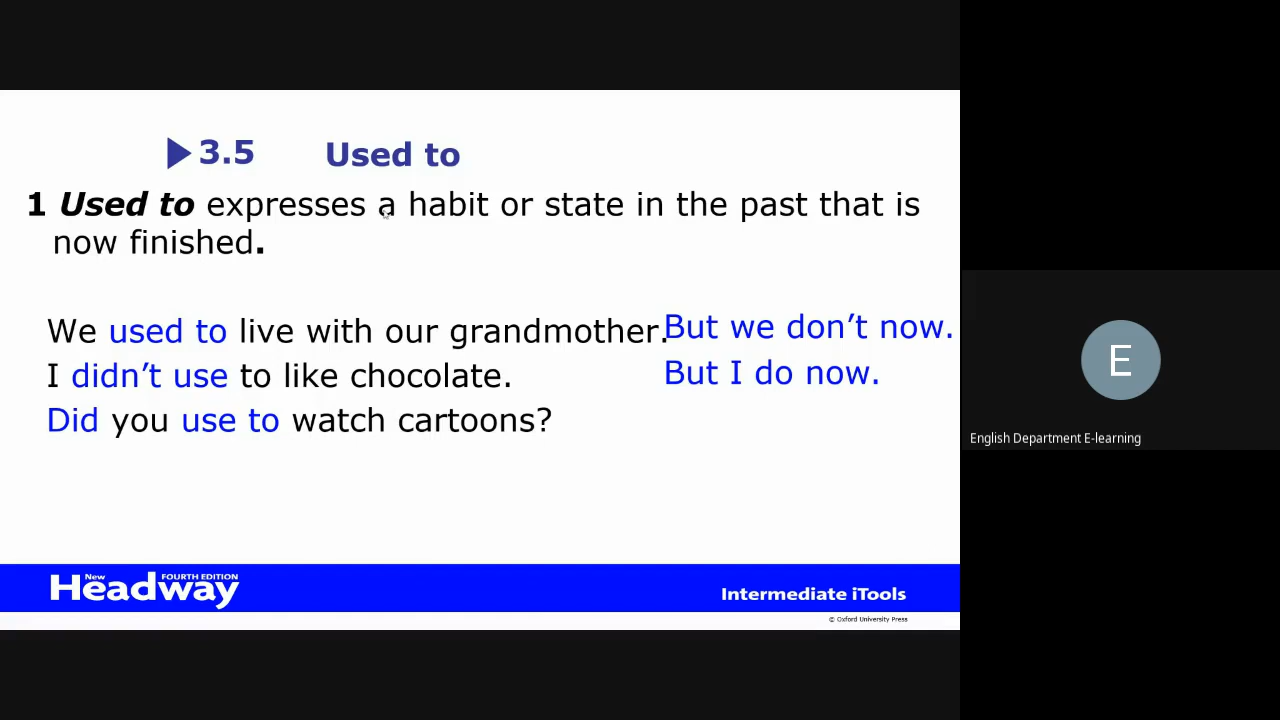 3.5 Used to
1 Used to expresses a habit or state in the past that is
now finished.
We used to live with our grandmother. But we don’t now.
I didn’t use to like chocolate. But I do now.
Did you use to watch cartoons?
New Headway FOURTH EDITION
Intermediate iTools
© Oxford University Press
E
English Department E-learning